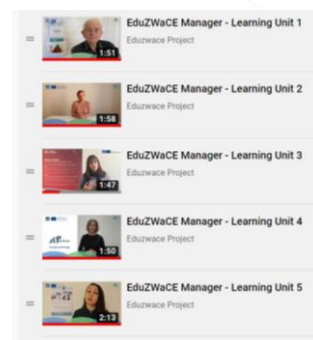 EduZWaCE Manager - Learning Unit 1
Eduzwace Project
1:51
EduZWaCE Manager - Learning Unit 2
Eduzwace Project
1:58
EduZWaCE Manager - Learning Unit 3
Eduzwace Project
1:47
EduZWaCE Manager - Learning Unit 4
Eduzwace Project
1:50
EduZWaCE Manager - Learning Unit 5
Eduzwace Project
2:13